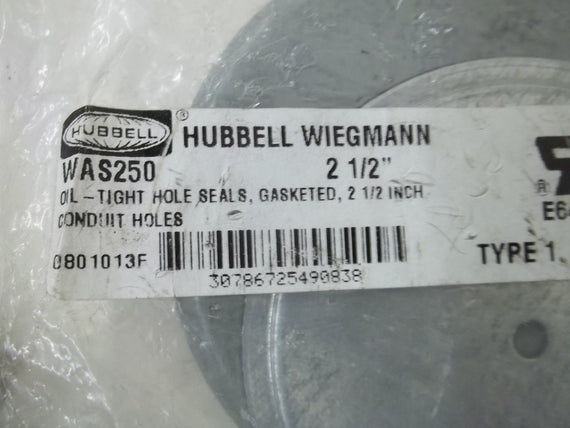 HUBBELL
® HUBBELL WIEGMANN
WAS250 2 1/2"
OIL-TIGHT HOLE SEALS, GASKETED, 2 1/2 INCH
CONDUIT HOLES
®
0801013F
TYPE 1,
30786725490838